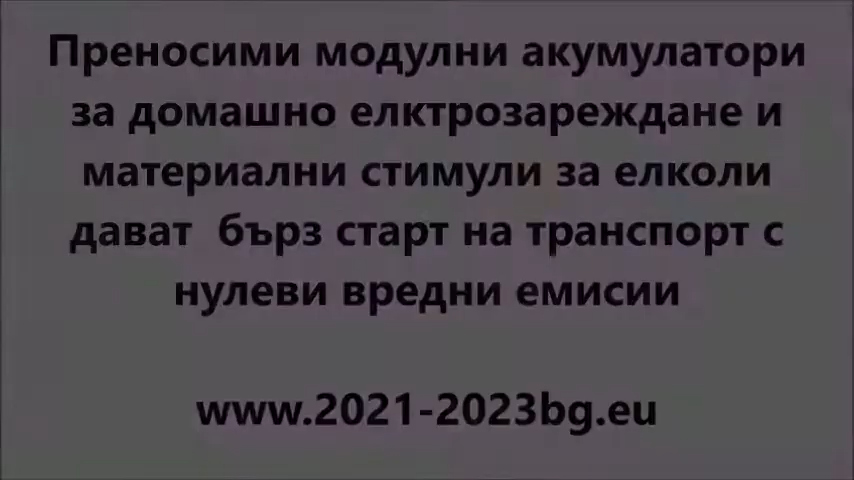 Преносими модулни акумулатори
за домашно елктрозареждане и
материални стимули за елколи
дават бърз старт на транспорт с
нулеви вредни емисии
www.2021-2023bg.eu